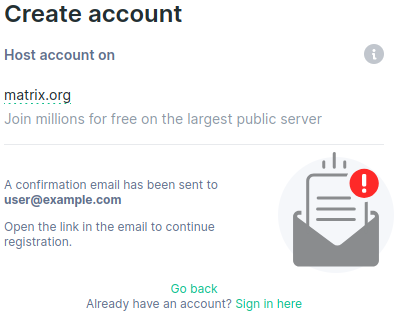 Create account
Host account on
matrix.org
Join millions for free on the largest public server
A confirmation email has been sent to
user@example.com
Open the link in the email to continue
registration.
Go back
Already have an account? Sign in here